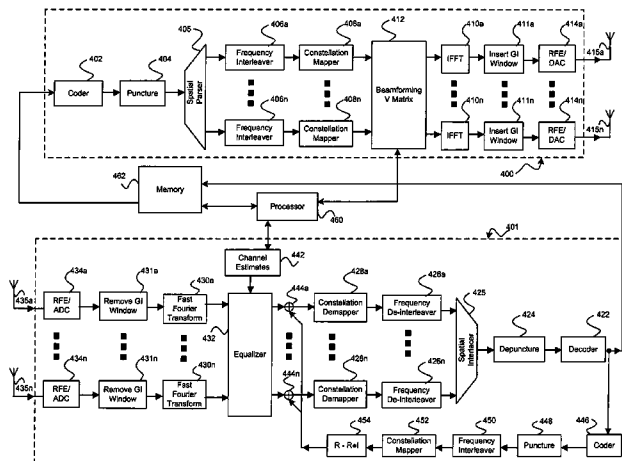 405
406a
408a
412
410a
411a
414a
402
404
Frequency
Interleaver
Constellation
Mapper
IFFT
Insert GI
Window
RFE/
DAC
415a
Coder
Puncture
Spatial
Parser
Beamforming
V Matrix
406n
408n
410n
411n
414n
Frequency
Interleaver
Constellation
Mapper
IFFT
Insert GI
Window
RFE/
DAC
415n
400
462
Memory
Processor
460
401
Channel
Estimates
442
434a
431a
430a
444a
428a
426a
425
435a
RFE/
ADC
Remove GI
Window
Fast
Fourier
Transform
Constellation
Demapper
Frequency
De-Interleaver
424
422
432
Equalizer
Spatial Interlacer
Depuncture
Decoder
434n
431n
430n
444n
428n
426n
435n
RFE/
ADC
Remove GI
Window
Fast
Fourier
Transform
Constellation
Demapper
Frequency
De-Interleaver
454
452
450
448
446
Constellation
Mapper
Frequency
Interleaver
Puncture
Coder